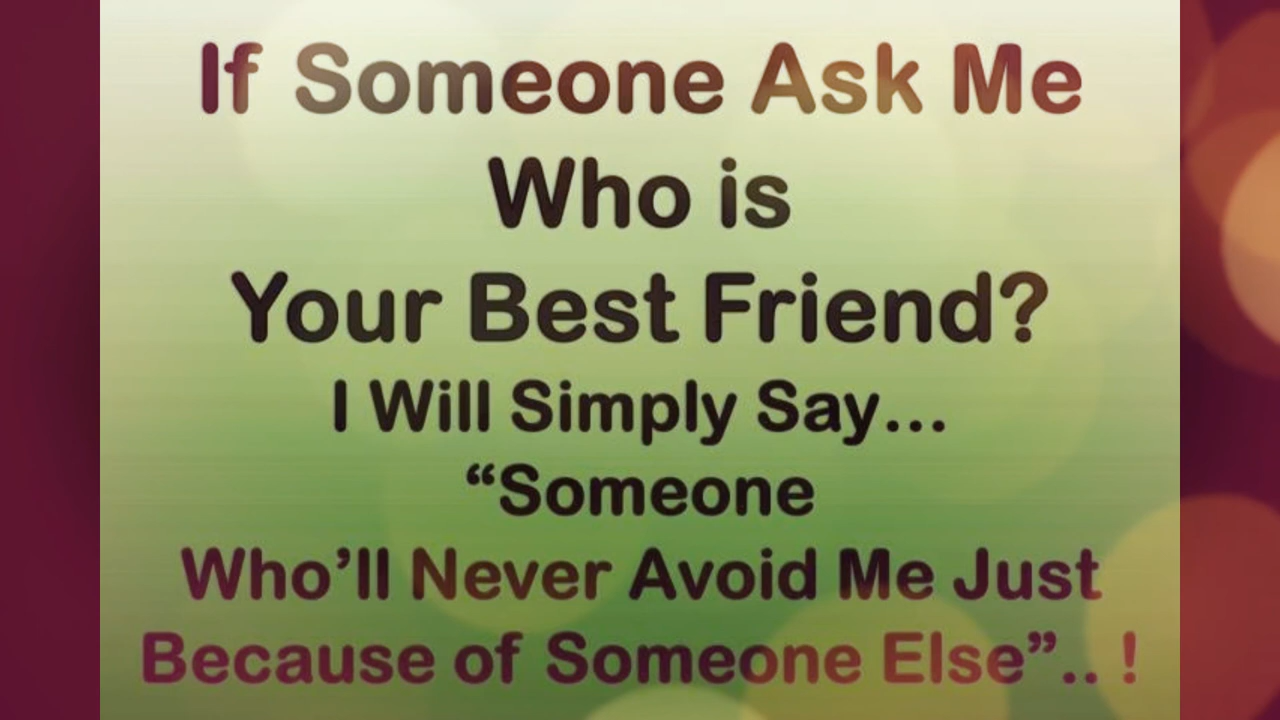 If Someone Ask Me
Who is
Your Best Friend?
I Will Simply Say...
“Someone
Who’ll Never Avoid Me Just
Because of Someone Else”.. !